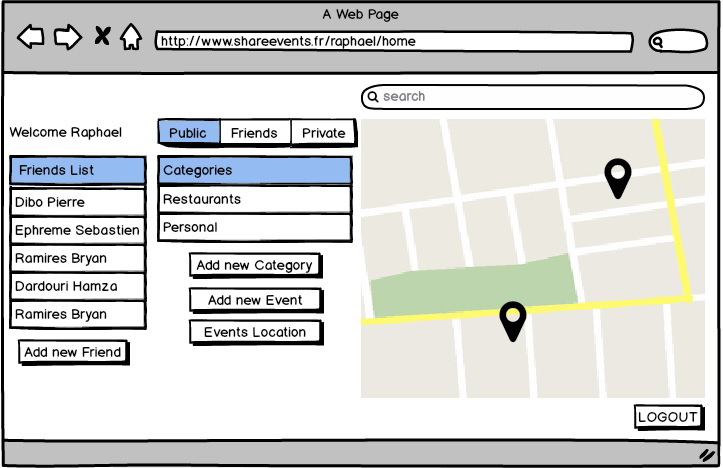 A Web Page
http://www.shareevents.fr/raphael/home
search
Welcome Raphael
Public Friends Private
Friends List
Dibo Pierre
Ephreme Sebastien
Ramires Bryan
Dardouri Hamza
Ramires Bryan
Add new Friend
Categories
Restaurants
Personal
Add new Category
Add new Event
Events Location
LOGOUT